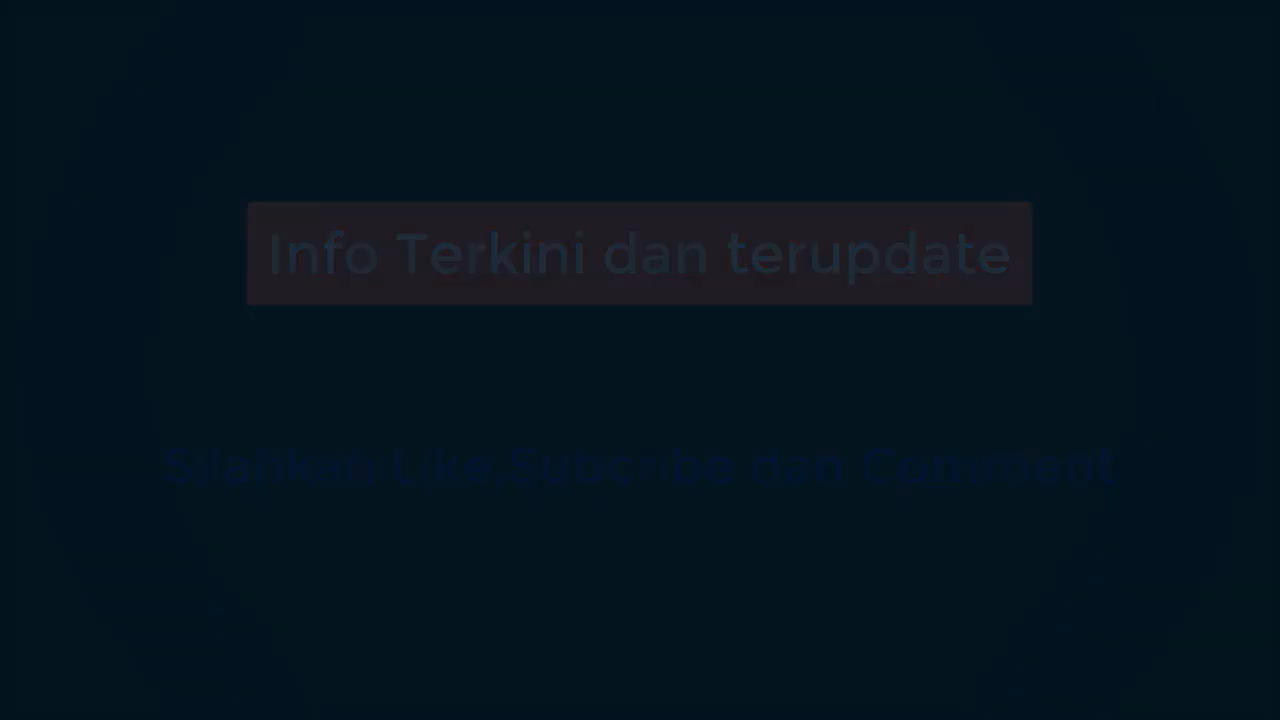 Info Terkini dan terupdate
Silahkan Like,Subcribe dan Comment